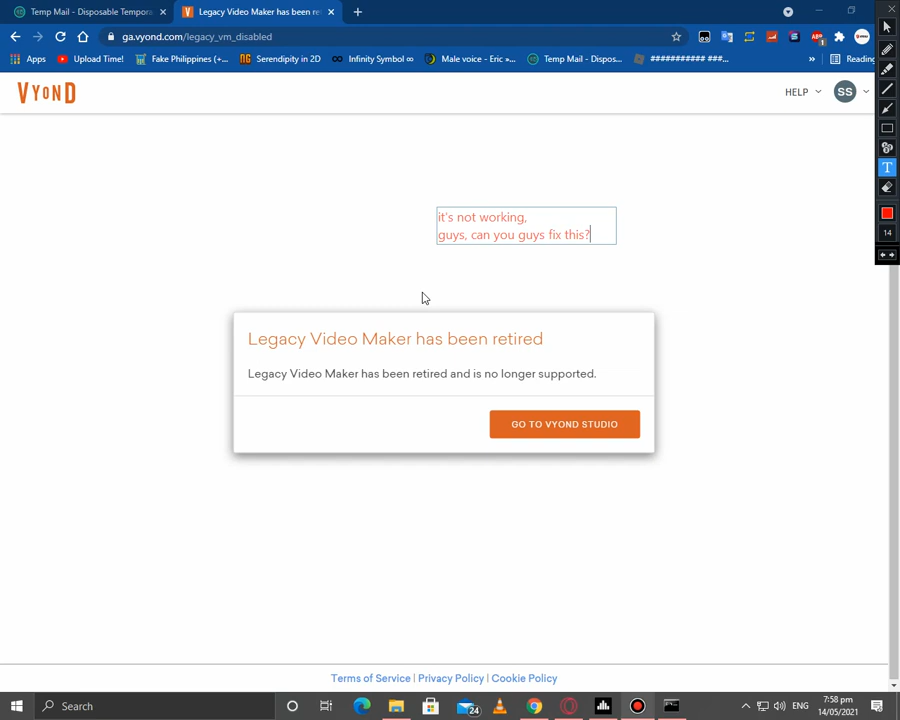 Temp Mail - Disposable Tempora
Legacy Video Maker has been re
ga.vyond.com/legacy_vm_disabled
Apps
Upload Time!
Fake Philippines (+...
Serendipity in 2D
Infinity Symbol ∞
Male voice - Eric »...
Temp Mail - Dispos...
########### ###...
»
Reading
VYOND
HELP
SS
it's not working,
guys, can you guys fix this?
T
14
Legacy Video Maker has been retired
Legacy Video Maker has been retired and is no longer supported.
GO TO VYOND STUDIO
Terms of Service | Privacy Policy | Cookie Policy
Search
24
ENG
7:58 pm
14/05/2021